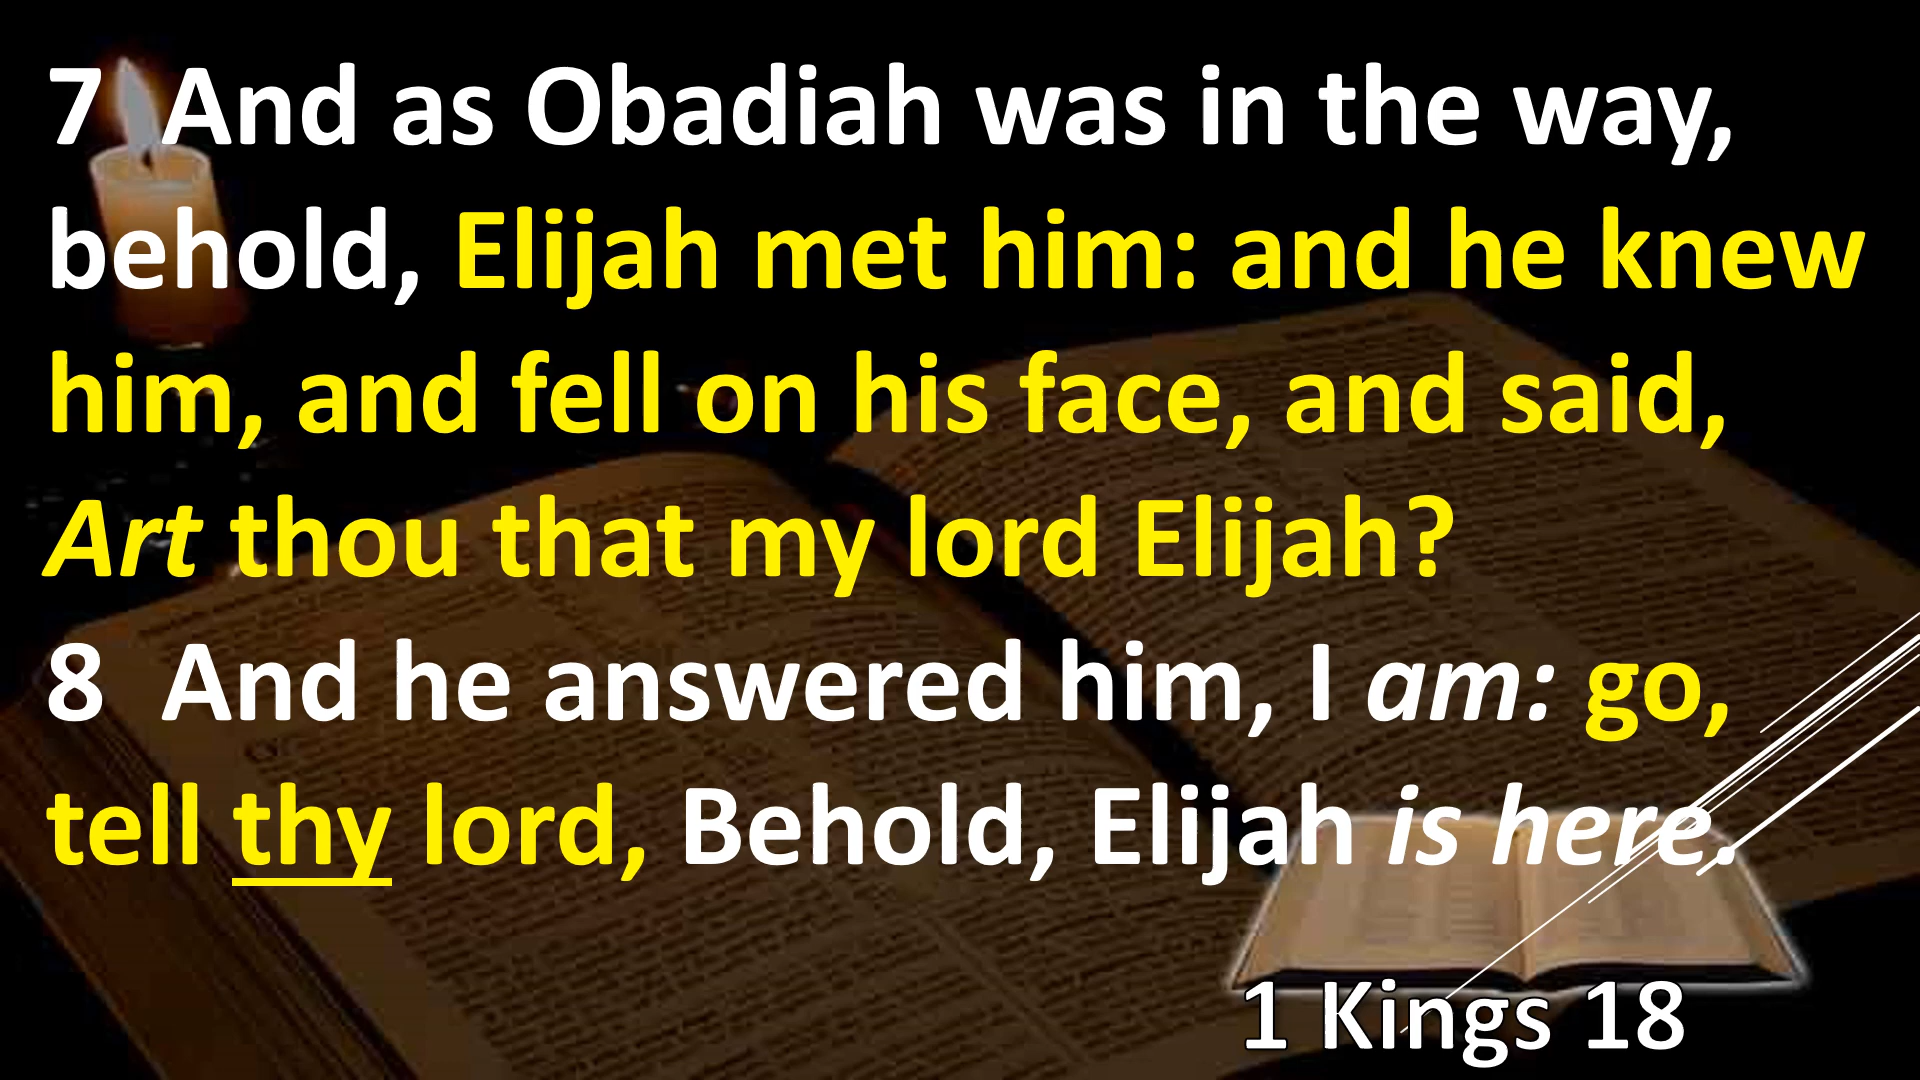 7 And as Obadiah was in the way,
behold, Elijah met him: and he knew
him, and fell on his face, and said,
Art thou that my lord Elijah?
8 And he answered him, I am: go,
tell thy lord, Behold, Elijah is here.
1 Kings 18